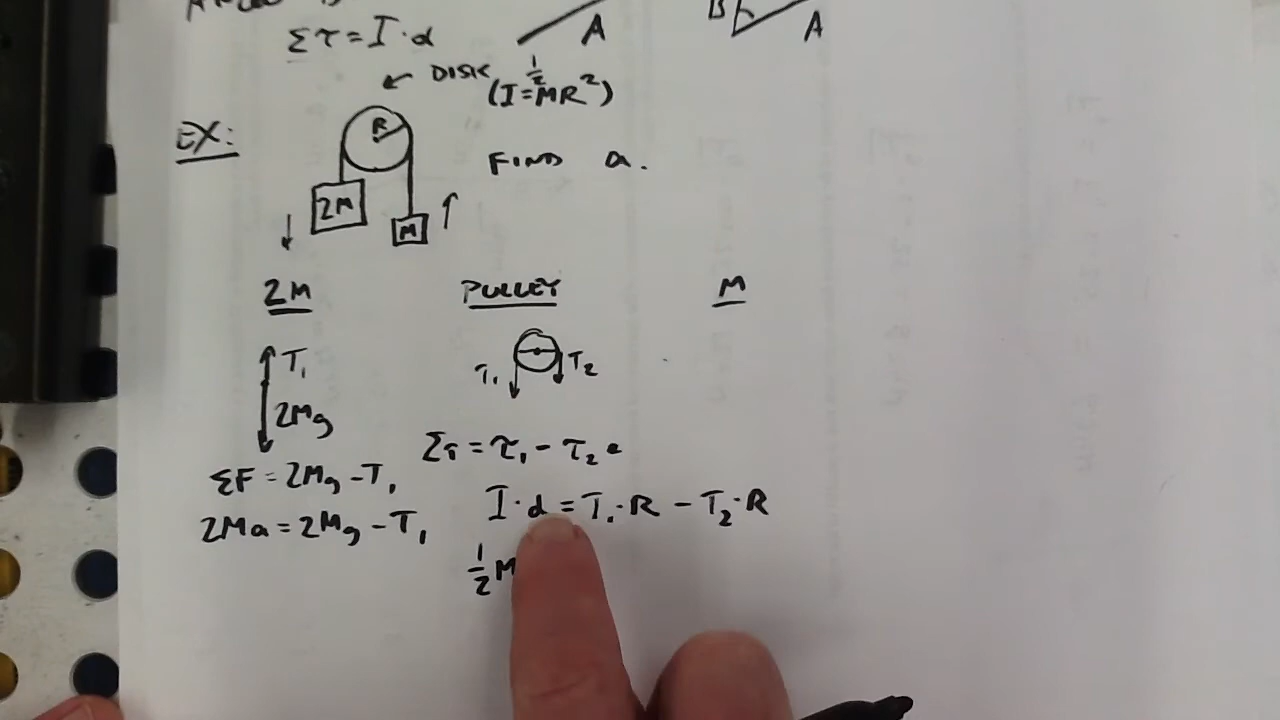 Στ = I·α
A
B
A
DISK (I = ½MR²)
EX:
R
FIND a.
2M
M
2M
PULLEY
M
T₁
2Mg
T₁
T₂
ΣF = 2Mg - T₁
Στ = τ₁ - τ₂
2Ma = 2Mg - T₁
I·α = T₁·R - T₂·R
½M